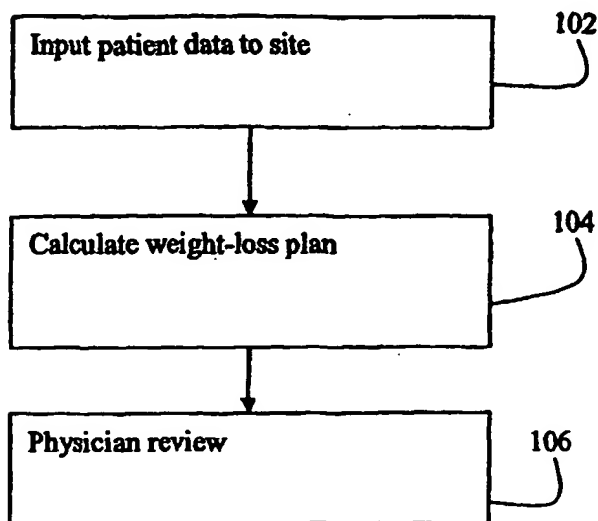 102
Input patient data to site
104
Calculate weight-loss plan
106
Physician review